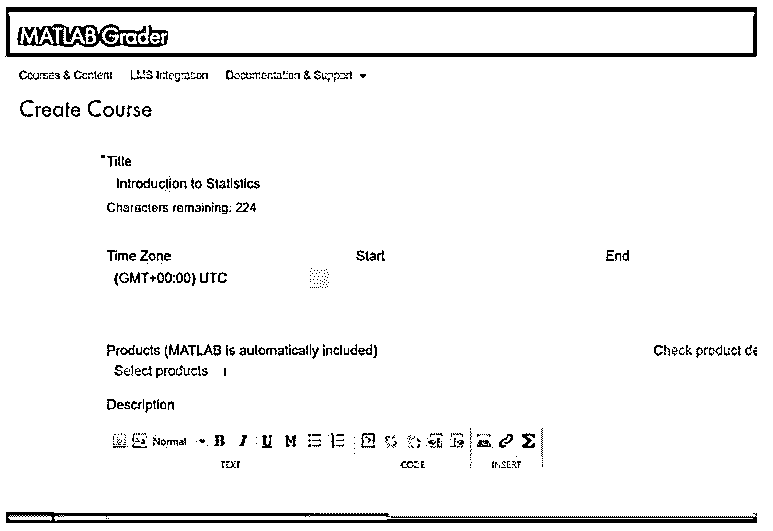 MATLAB Grader
Courses & Content LMS Integration Documentation & Support
Create Course
*Title
Introduction to Statistics
Characters remaining: 224
Time Zone Start End
(GMT+00:00) UTC
Products (MATLAB is automatically included) Check product de
Select products
Description
Normal B I U M
TEXT CODE INSERT